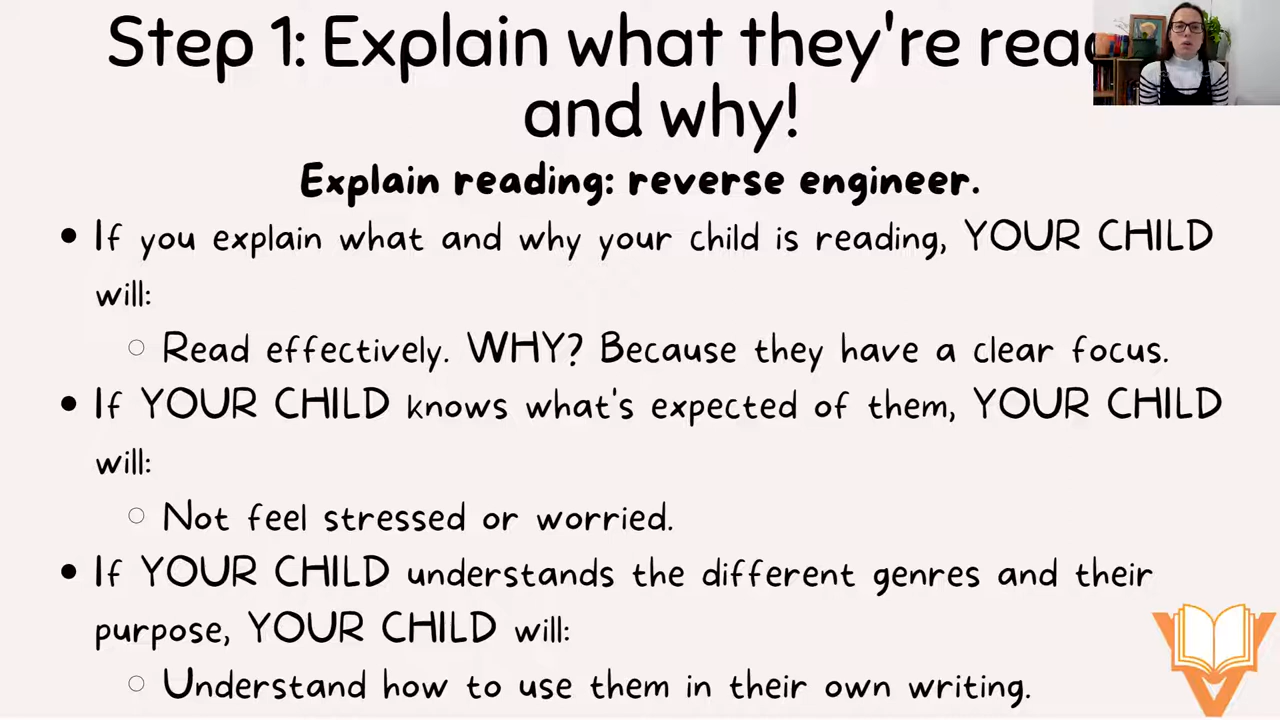 Step 1: Explain what they're
and why!
Explain reading: reverse engineer.
• If you explain what and why your child is reading, YOUR CHILD
will:
○ Read effectively. WHY? Because they have a clear focus.
• If YOUR CHILD knows what's expected of them, YOUR CHILD
will:
○ Not feel stressed or worried.
• If YOUR CHILD understands the different genres and their
purpose, YOUR CHILD will:
○ Understand how to use them in their own writing.